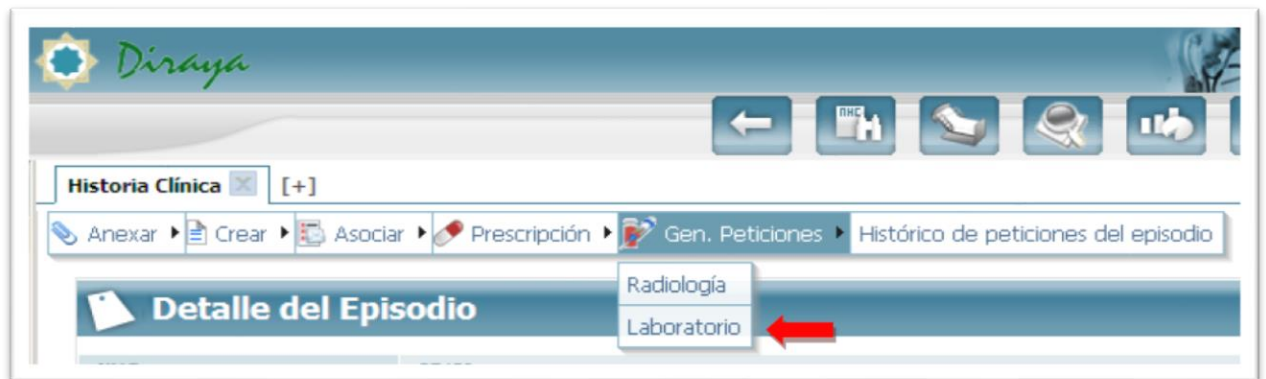 Diraya
NHC
Historia Clínica [+]
Anexar Crear Asociar Prescripción Gen. Peticiones Histórico de peticiones del episodio
Radiología
Laboratorio
Detalle del Episodio